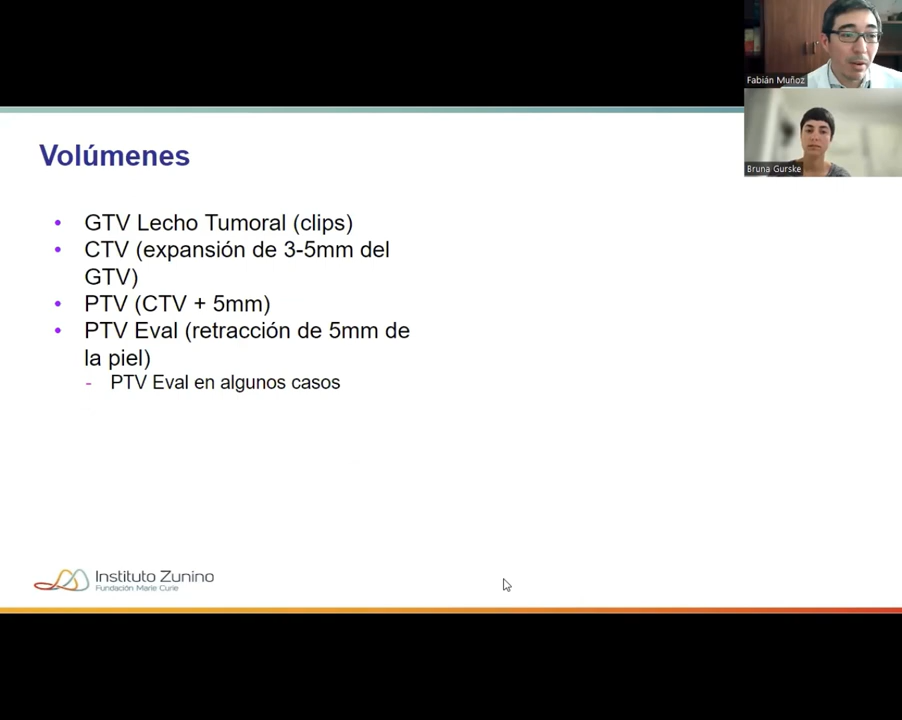 Fabián Muñoz
Bruna Gurske
Volúmenes
• GTV Lecho Tumoral (clips)
• CTV (expansión de 3-5mm del
GTV)
• PTV (CTV + 5mm)
• PTV Eval (retracción de 5mm de
la piel)
- PTV Eval en algunos casos
Instituto Zunino
Fundación Marie Curie